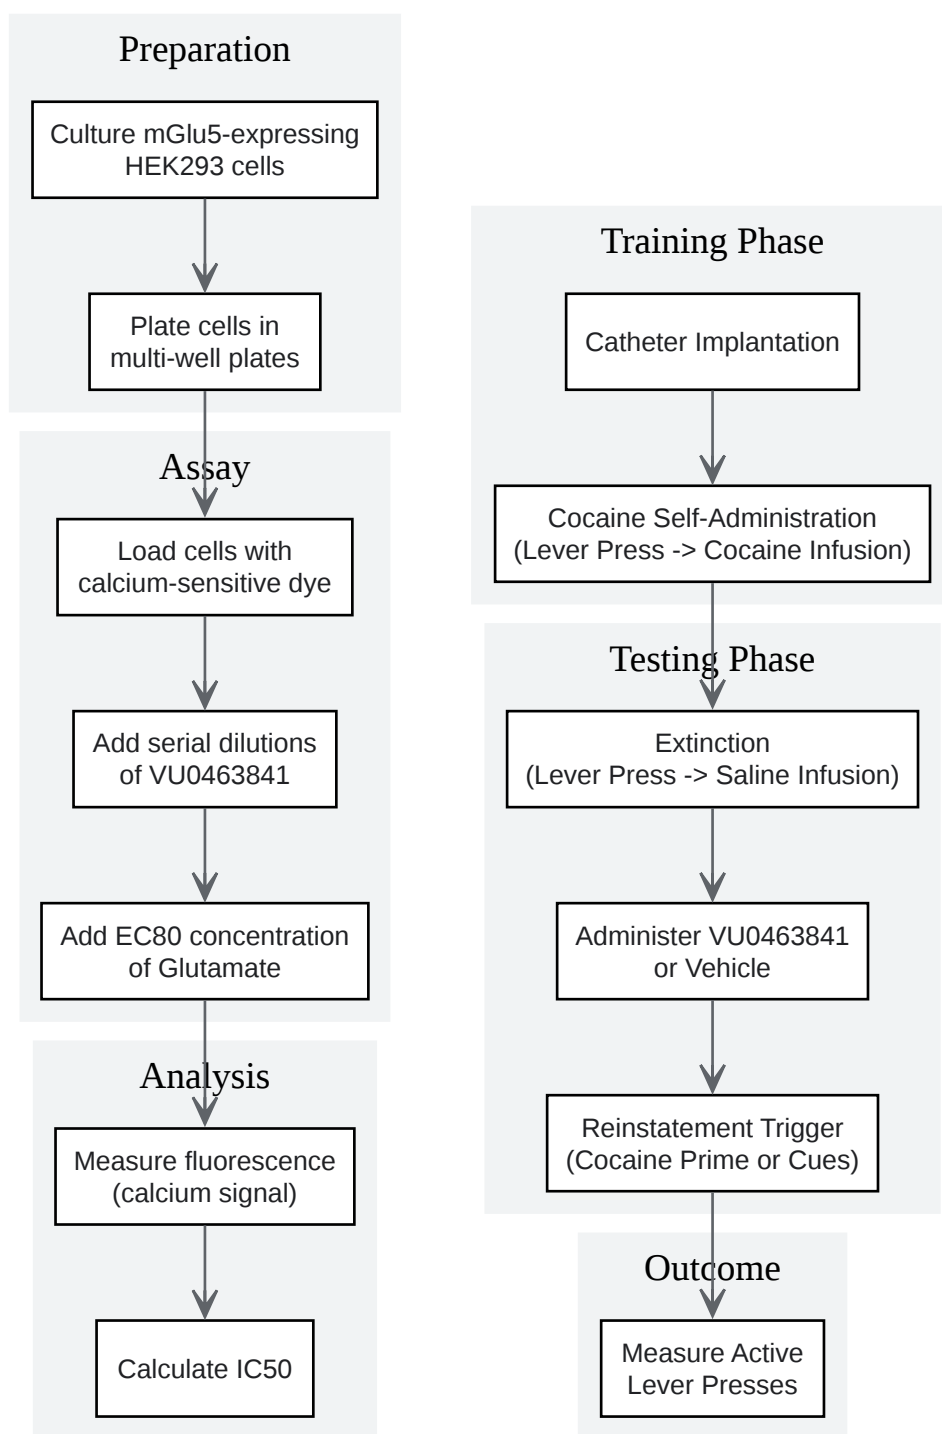 Preparation
Culture mGlu5-expressing
HEK293 cells
Plate cells in
multi-well plates
Assay
Load cells with
calcium-sensitive dye
Add serial dilutions
of VU0463841
Add EC80 concentration
of Glutamate
Analysis
Measure fluorescence
(calcium signal)
Calculate IC50
Training Phase
Catheter Implantation
Cocaine Self-Administration
(Lever Press -> Cocaine Infusion)
Testing Phase
Extinction
(Lever Press -> Saline Infusion)
Administer VU0463841
or Vehicle
Reinstatement Trigger
(Cocaine Prime or Cues)
Outcome
Measure Active
Lever Presses